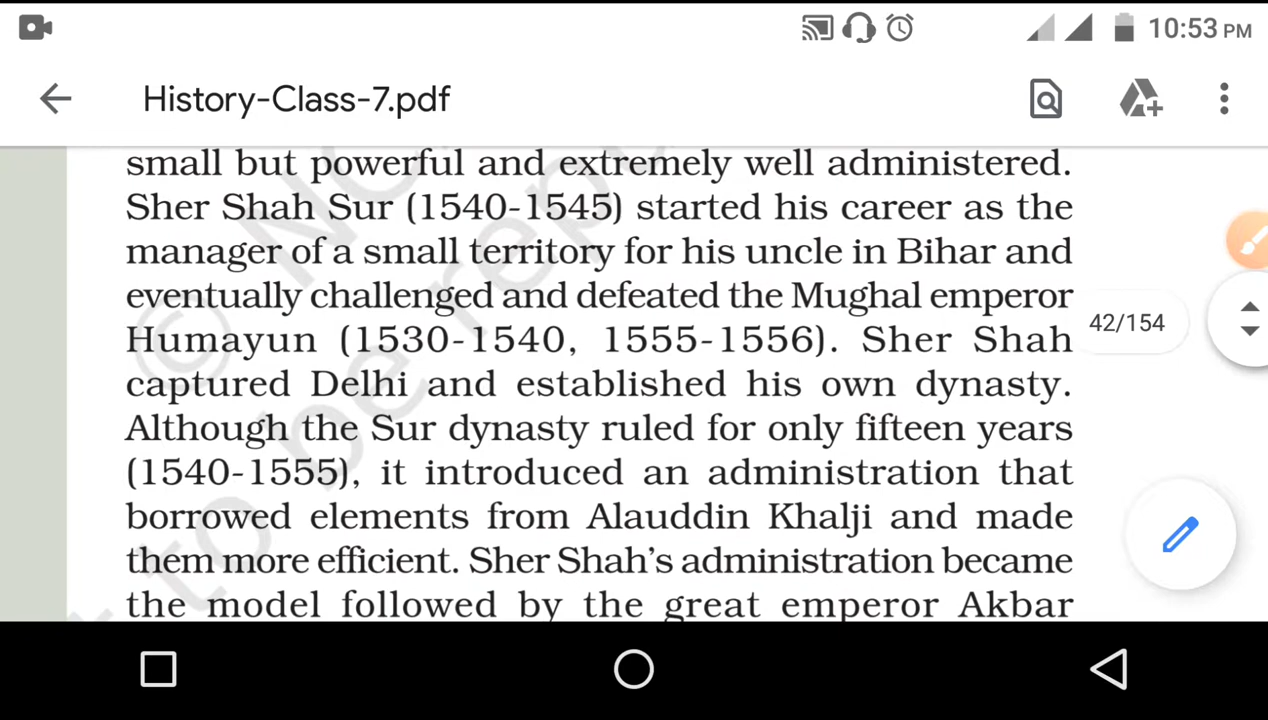 10:53 PM
History-Class-7.pdf
small but powerful and extremely well administered.
Sher Shah Sur (1540-1545) started his career as the
manager of a small territory for his uncle in Bihar and
eventually challenged and defeated the Mughal emperor
Humayun (1530-1540, 1555-1556). Sher Shah
captured Delhi and established his own dynasty.
Although the Sur dynasty ruled for only fifteen years
(1540-1555), it introduced an administration that
borrowed elements from Alauddin Khalji and made
them more efficient. Sher Shah's administration became
the model followed by the great emperor Akbar
42/154